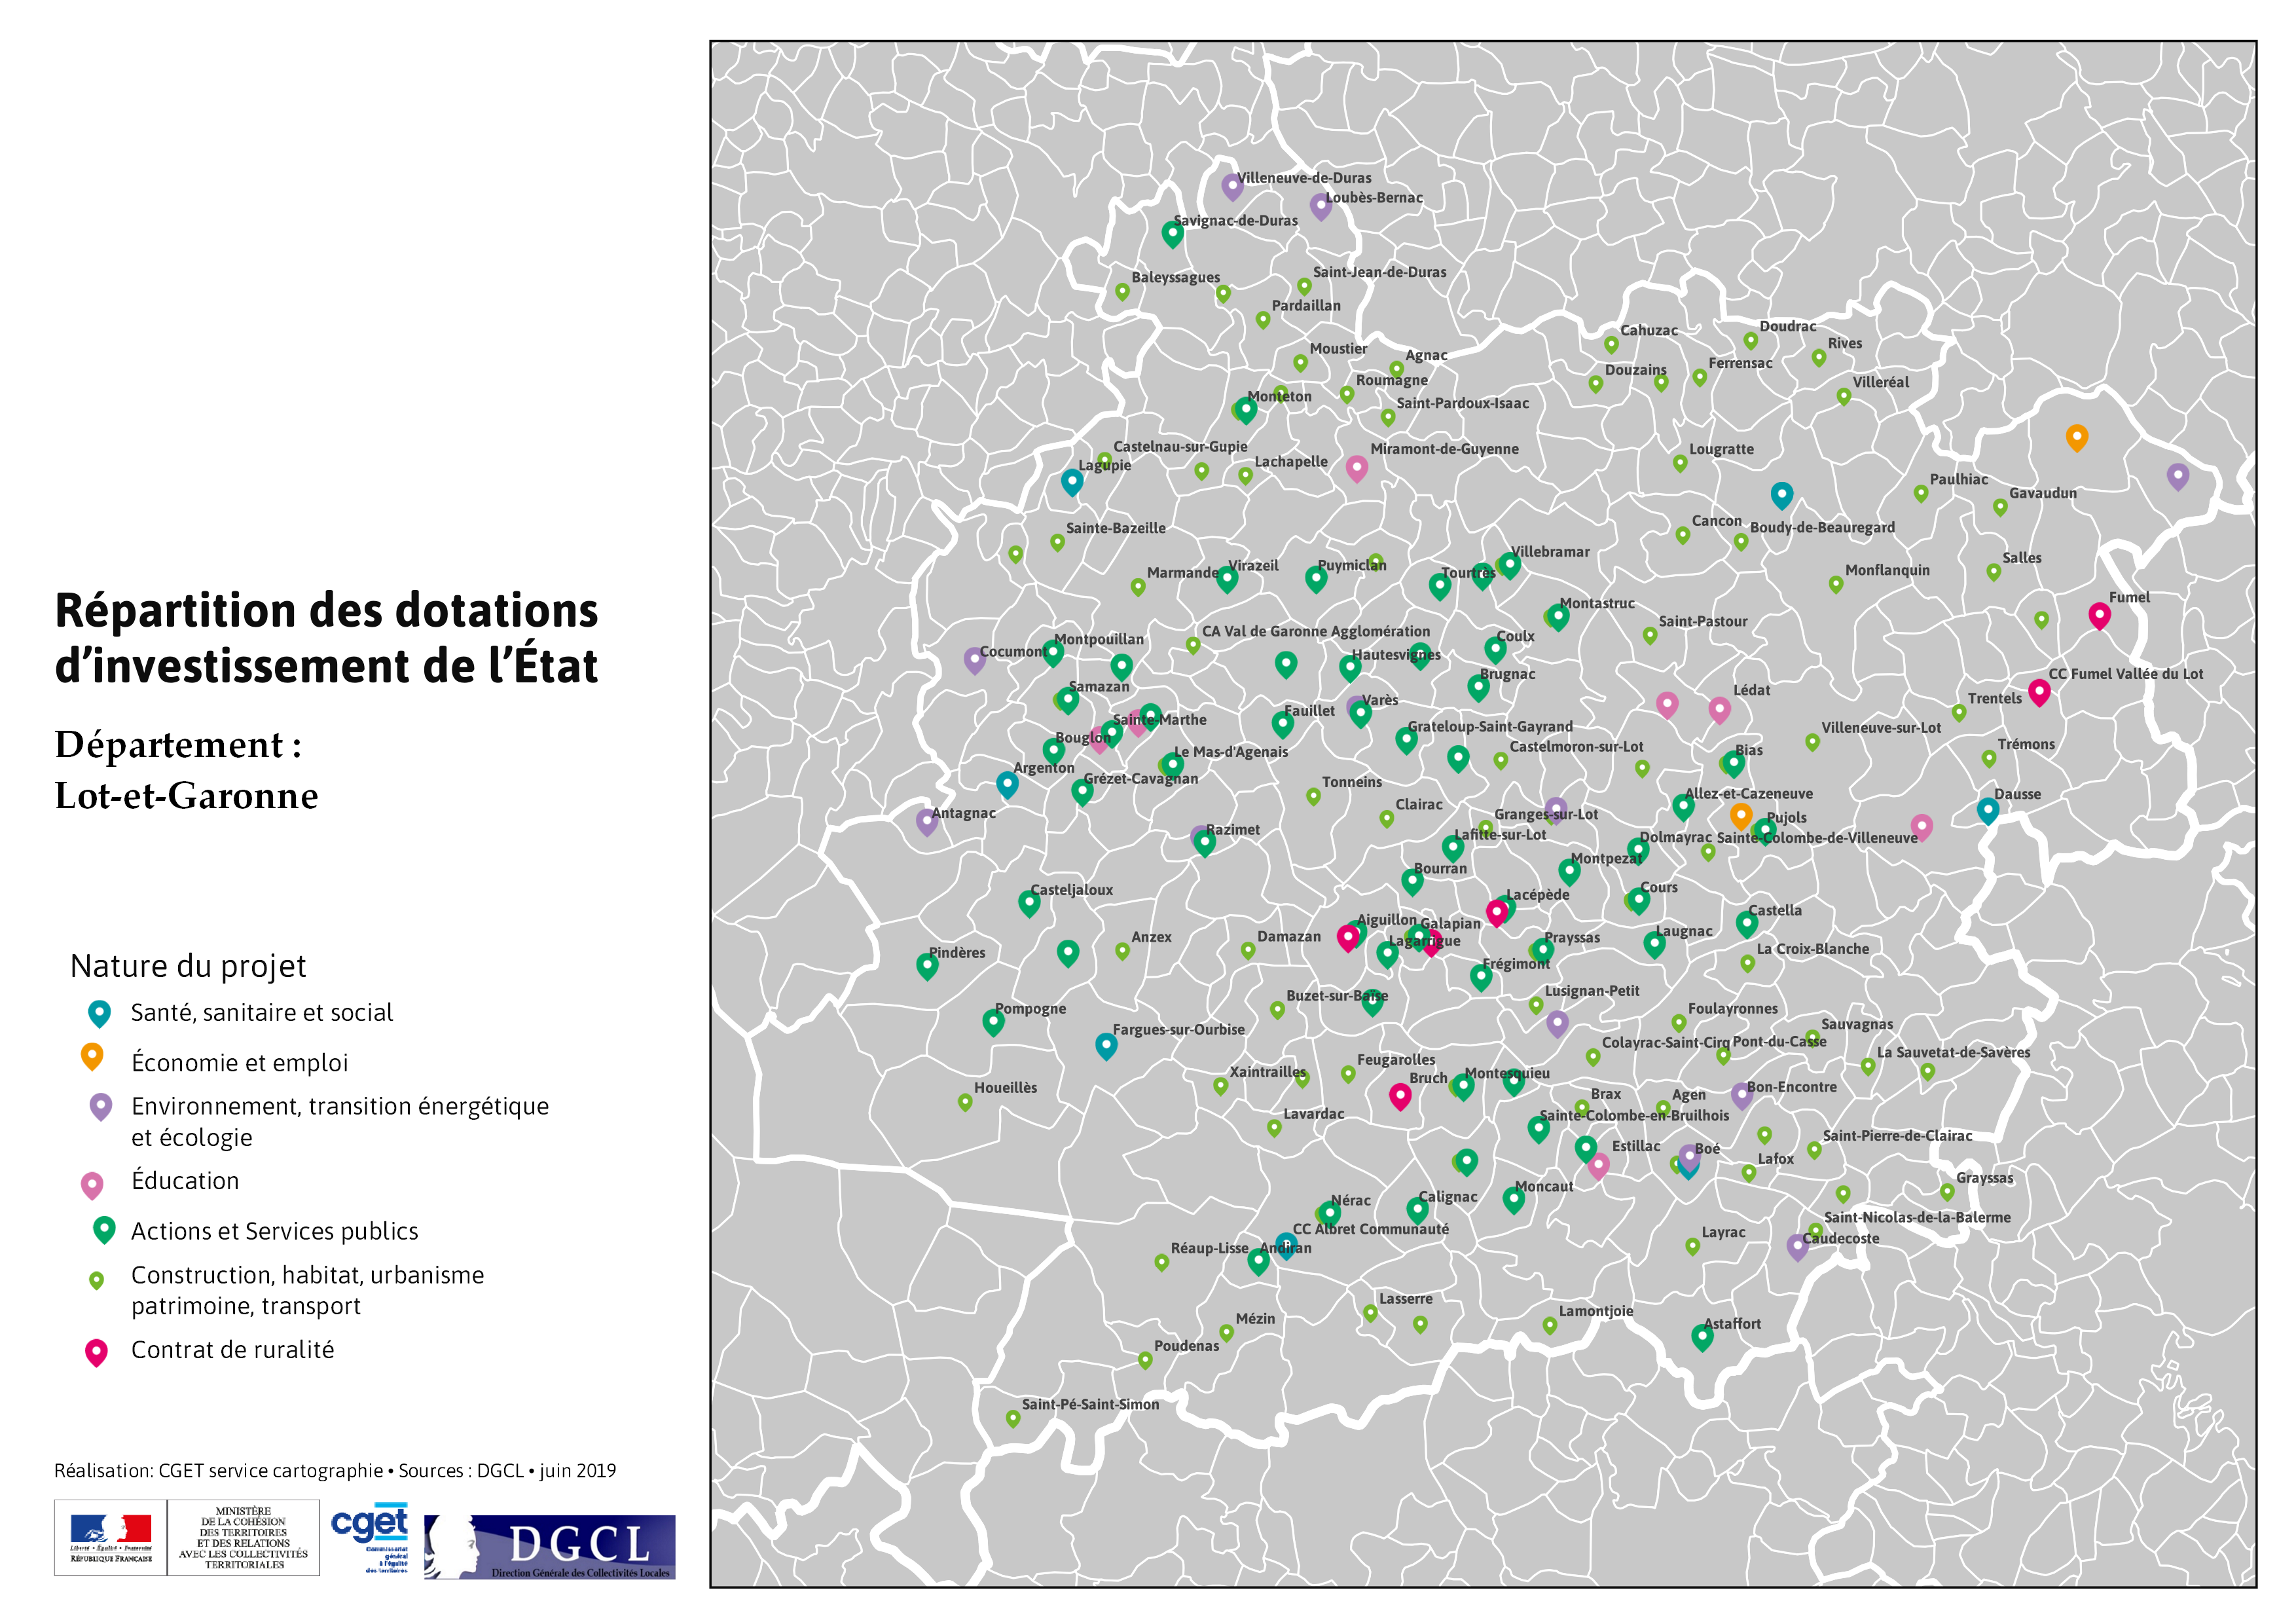 Répartition des dotations
d'investissement de l'État
Département :
Lot-et-Garonne
Nature du projet
Santé, sanitaire et social
Économie et emploi
Environnement, transition énergétique
et écologie
Éducation
Actions et Services publics
Construction, habitat, urbanisme
patrimoine, transport
Contrat de ruralité
Réalisation: CGET service cartographie • Sources : DGCL • juin 2019
Liberté • Égalité • Fraternité
RÉPUBLIQUE FRANÇAISE
MINISTÈRE
DE LA COHÉSION
DES TERRITOIRES
ET DES RELATIONS
AVEC LES COLLECTIVITÉS
TERRITORIALES
cget
Commissariat
général
à l'égalité
des territoires
DGCL
Direction Générale des Collectivités Locales
Villeneuve-de-Duras
Loubès-Bernac
Savignac-de-Duras
Baleyssagues
Saint-Jean-de-Duras
Pardaillan
Cahuzac
Doudrac
Rives
Moustier
Agnac
Douzains
Ferrensac
Roumagne
Villeréal
Monteton
Saint-Pardoux-Isaac
Castelnau-sur-Gupie
Miramont-de-Guyenne
Lougratte
Lagupie
Lachapelle
Paulhiac
Gavaudun
Sainte-Bazeille
Cancon
Boudy-de-Beauregard
Villebramar
Salles
Marmande
Virazeil
Puymiclan
Tourtrès
Monflanquin
Fumel
Montastruc
Saint-Pastour
CA Val de Garonne Agglomération
Montpouillan
Coulx
Cocumont
Hautesvignes
Brugnac
CC Fumel Vallée du Lot
Samazan
Lédat
Trentels
Varès
Fauillet
Sainte-Marthe
Grateloup-Saint-Gayrand
Villeneuve-sur-Lot
Bouglon
Le Mas-d'Agenais
Castelmoron-sur-Lot
Bias
Trémons
Argenton
Grézet-Cavagnan
Tonneins
Allez-et-Cazeneuve
Dausse
Antagnac
Clairac
Granges-sur-Lot
Pujols
Razimet
Lafitte-sur-Lot
Dolmayrac
Sainte-Colombe-de-Villeneuve
Montpezat
Bourran
Casteljaloux
Lacépède
Cours
Castella
Aiguillon
Galapian
Laugnac
Anzex
Damazan
Lagarrigue
Prayssas
La Croix-Blanche
Pindères
Frégimont
Buzet-sur-Baïse
Lusignan-Petit
Pompogne
Foulayronnes
Fargues-sur-Ourbise
Sauvagnas
Colayrac-Saint-Cirq
Pont-du-Casse
La Sauvetat-de-Savères
Feugarolles
Xaintrailles
Bruch
Montesquieu
Houeillès
Bon-Encontre
Brax
Agen
Lavardac
Sainte-Colombe-en-Bruilhois
Saint-Pierre-de-Clairac
Estillac
Boé
Lafox
Grayssas
Moncaut
Nérac
Calignac
Saint-Nicolas-de-la-Balerme
CC Albret Communauté
Layrac
Caudecoste
Réaup-Lisse
Andiran
Lasserre
Lamontjoie
Mézin
Astaffort
Poudenas
Saint-Pé-Saint-Simon